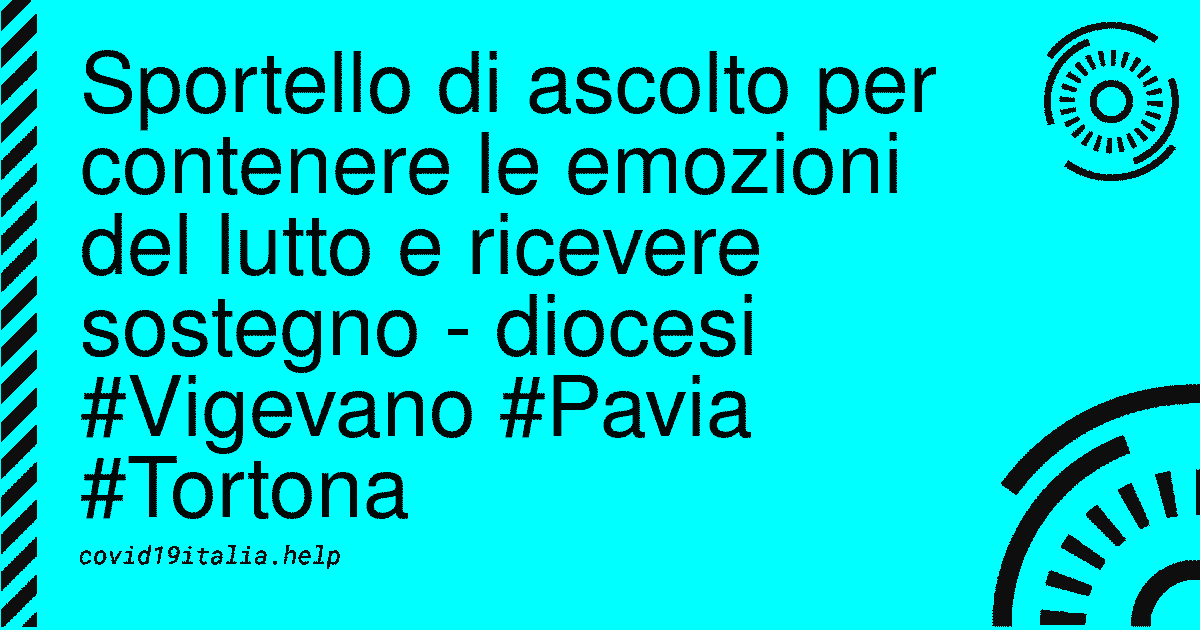 Sportello di ascolto per
contenere le emozioni
del lutto e ricevere
sostegno - diocesi
#Vigevano #Pavia
#Tortona
covid19italia.help